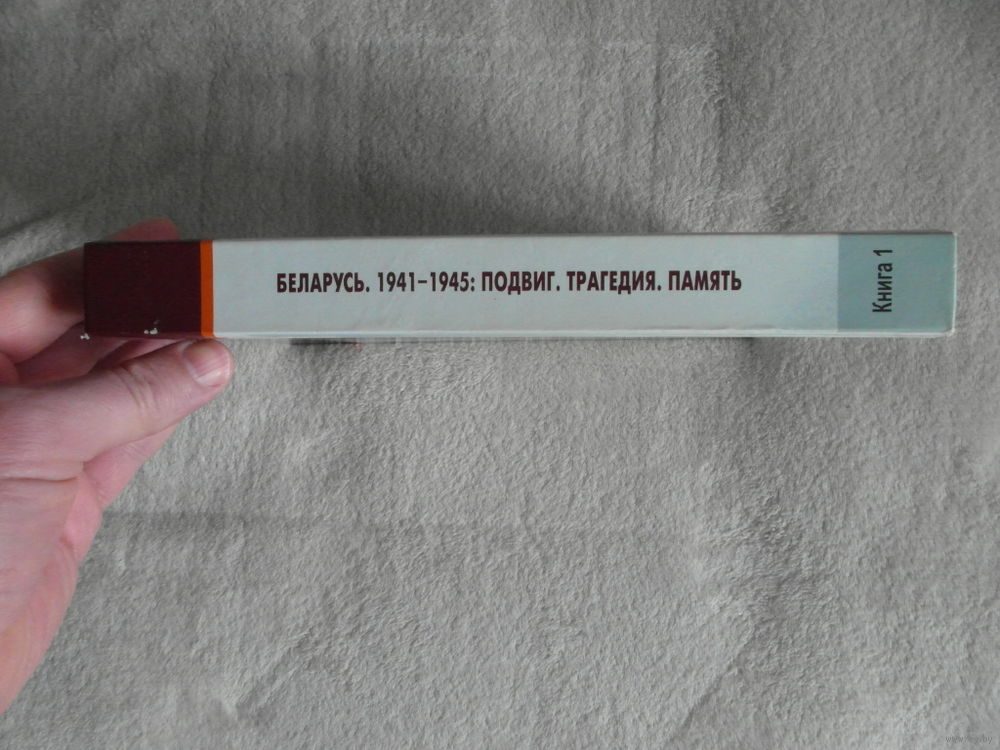 БЕЛАРУСЬ. 1941–1945: ПОДВИГ. ТРАГЕДИЯ. ПАМЯТЬ
Книга 1